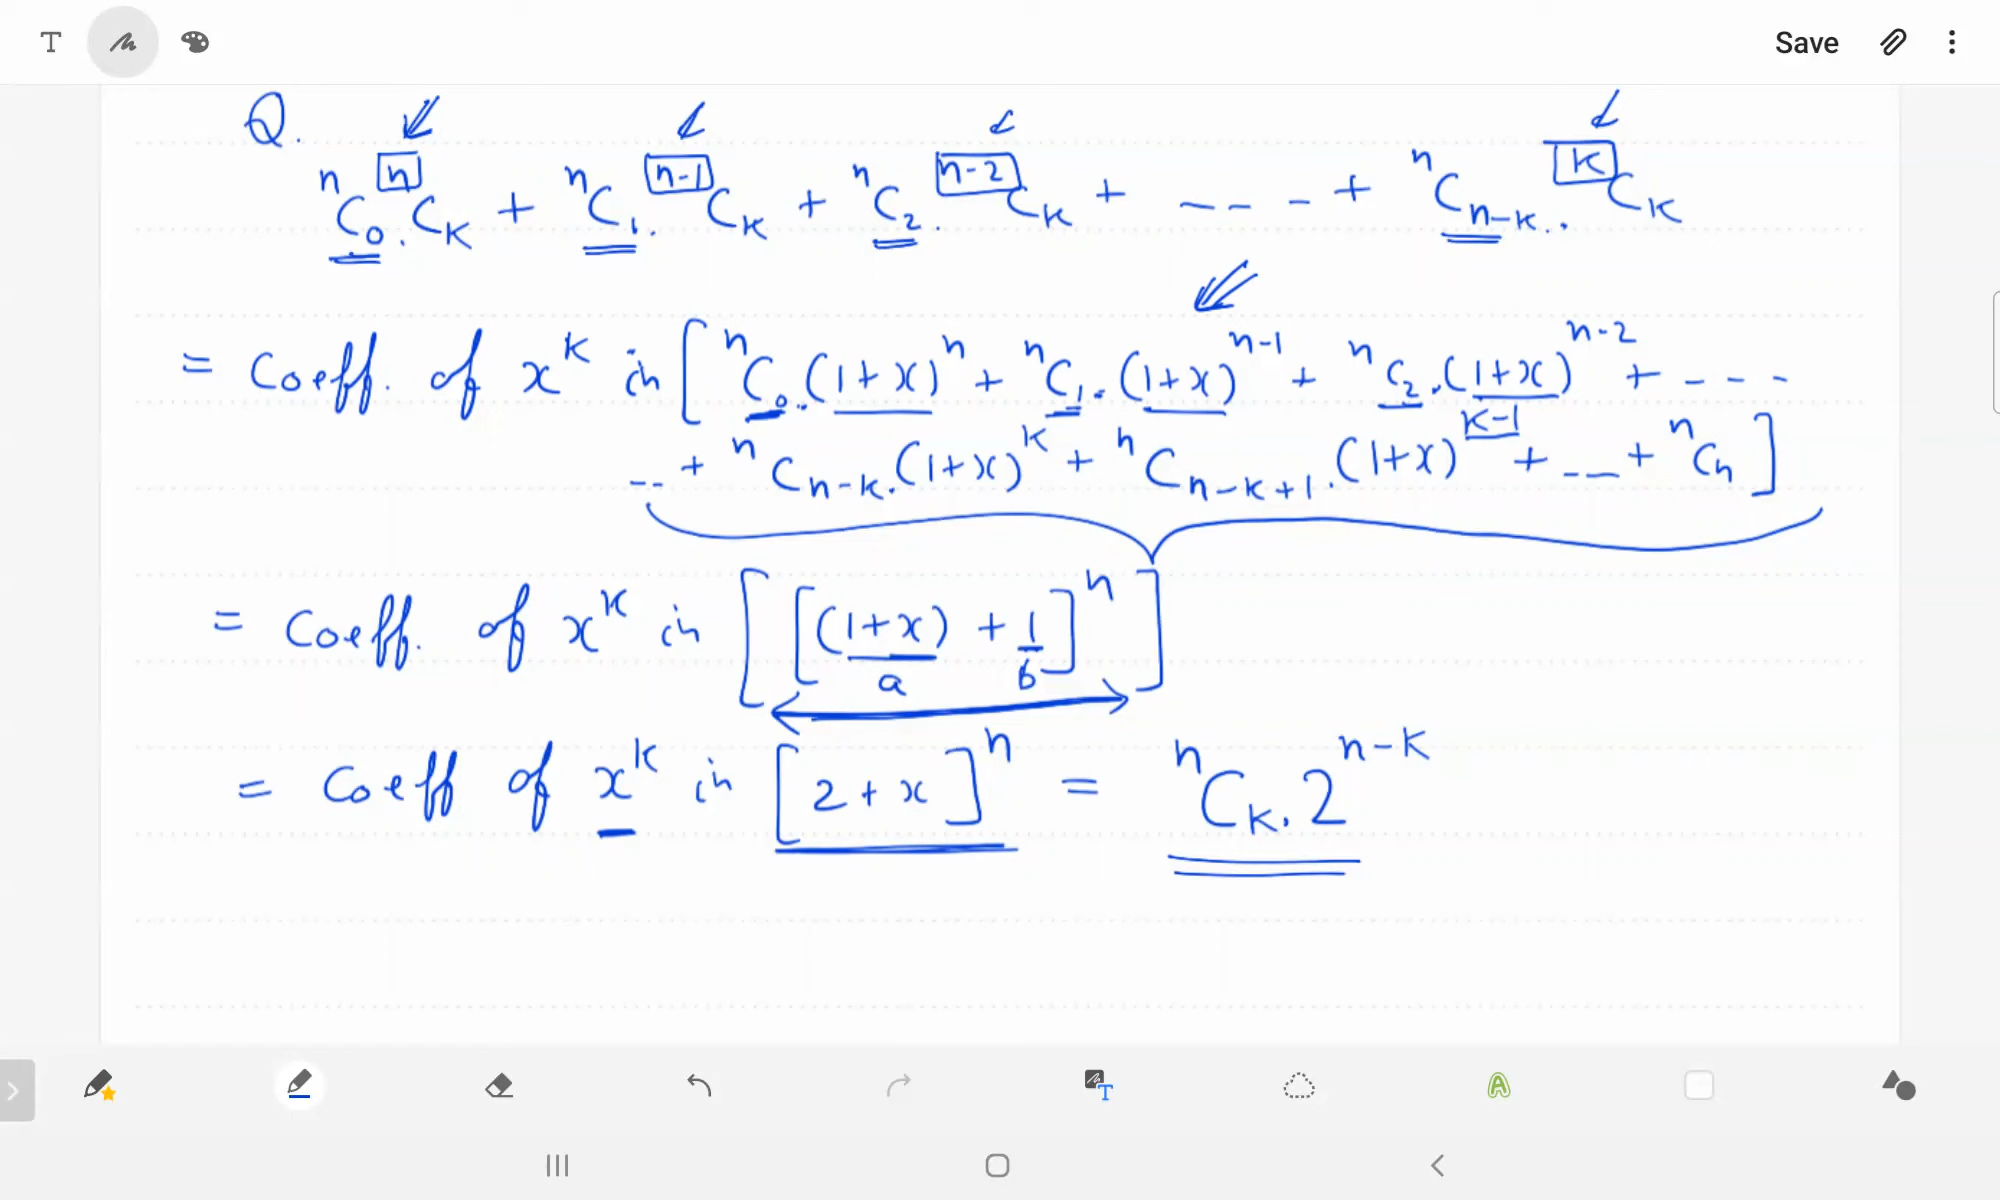 Save
Q.
ⁿC₀.ⁿCₖ + ⁿC₁.ⁿ⁻¹Cₖ + ⁿC₂.ⁿ⁻²Cₖ + ---- + ⁿCₙ₋ₖ..ᵏCₖ
= Coeff. of xᵏ in [ⁿC₀.(1+x)ⁿ + ⁿC₁.(1+x)ⁿ⁻¹ + ⁿC₂.(1+x)ⁿ⁻² + ---
-- + ⁿCₙ₋ₖ.(1+x)ᵏ + ⁿCₙ₋ₖ₊₁.(1+x)ᵏ⁻¹ + --- + ⁿCₙ]
= Coeff. of xᵏ in [[(1+x) + 1]ⁿ]
a b
= Coeff of xᵏ in [2+x]ⁿ = ⁿCₖ.2ⁿ⁻ᵏ